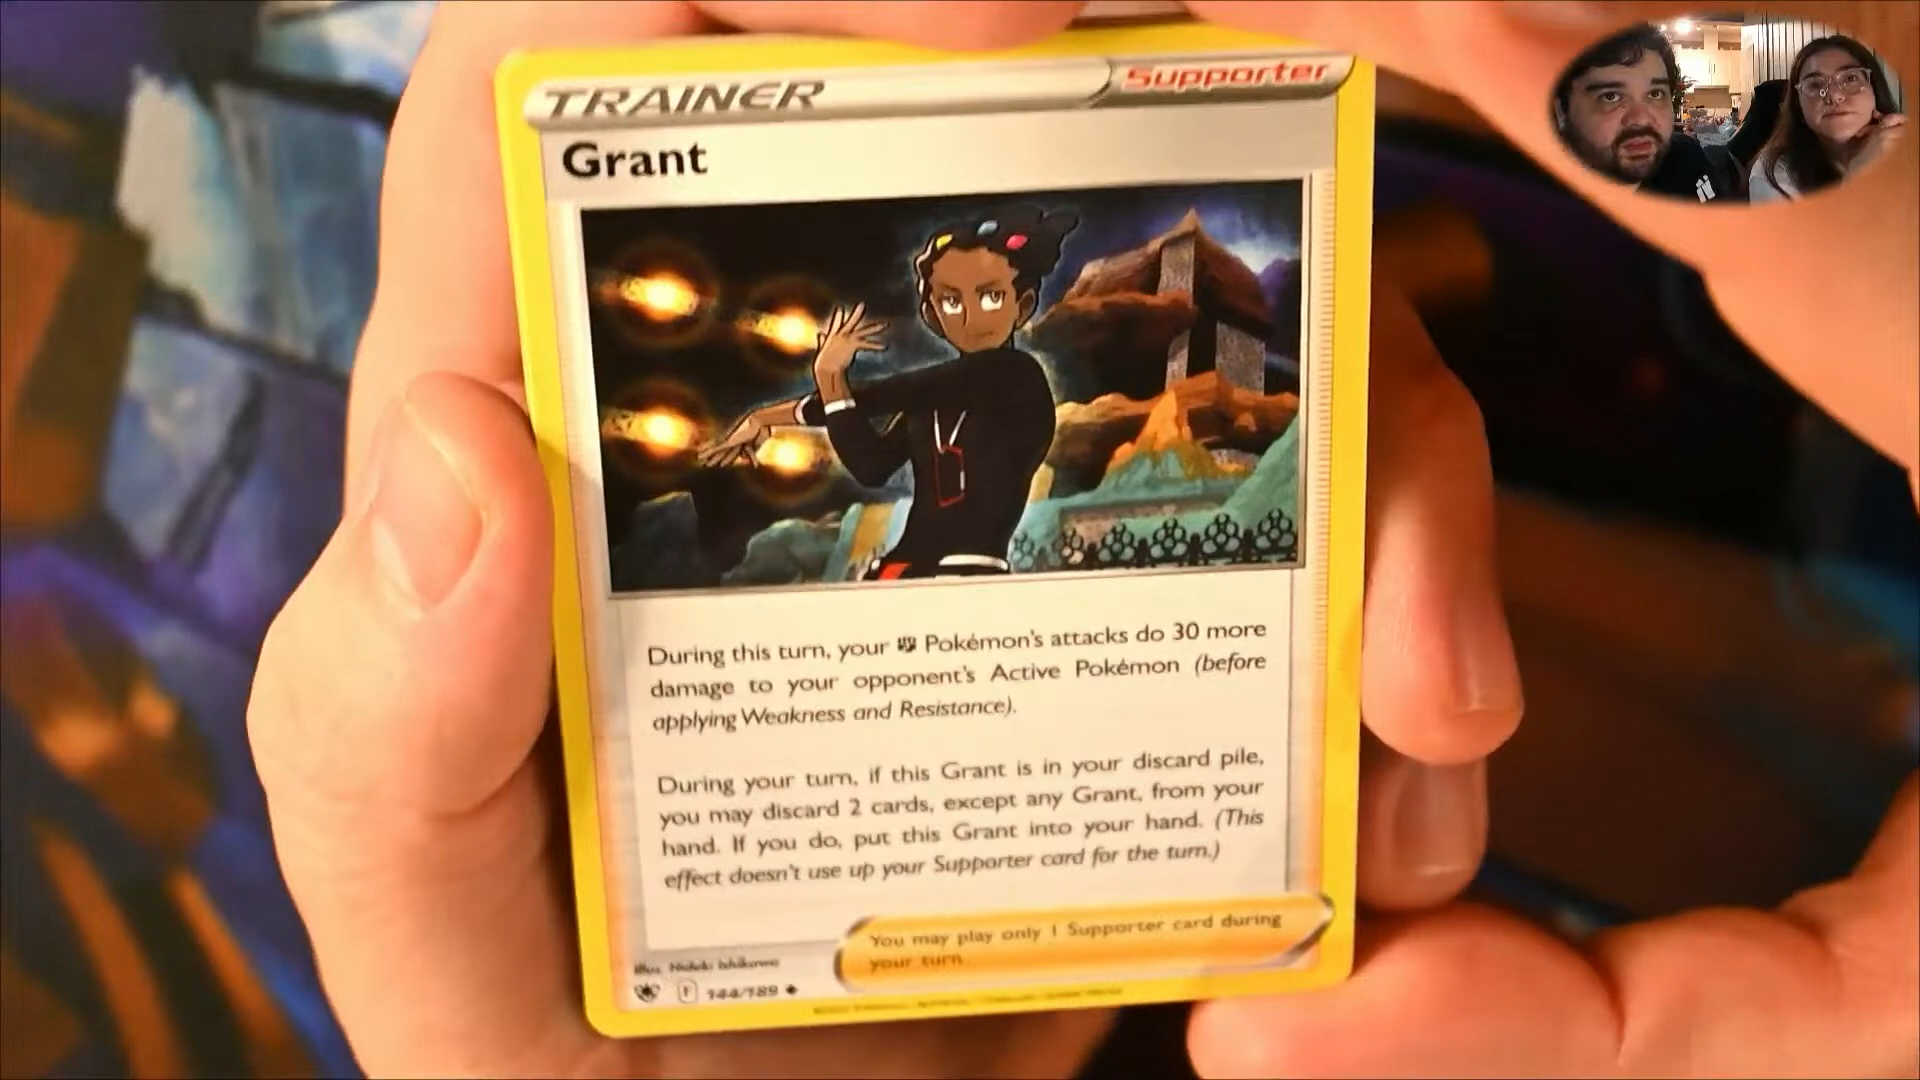 TRAINER
Supporter
Grant
During this turn, your Pokémon's attacks do 30 more
damage to your opponent's Active Pokémon (before
applying Weakness and Resistance).
During your turn, if this Grant is in your discard pile,
you may discard 2 cards, except any Grant, from your
hand. If you do, put this Grant into your hand. (This
effect doesn't use up your Supporter card for the turn.)
You may play only 1 Supporter card during
your turn.
Illus. Hideki Ishikawa
F 144/189